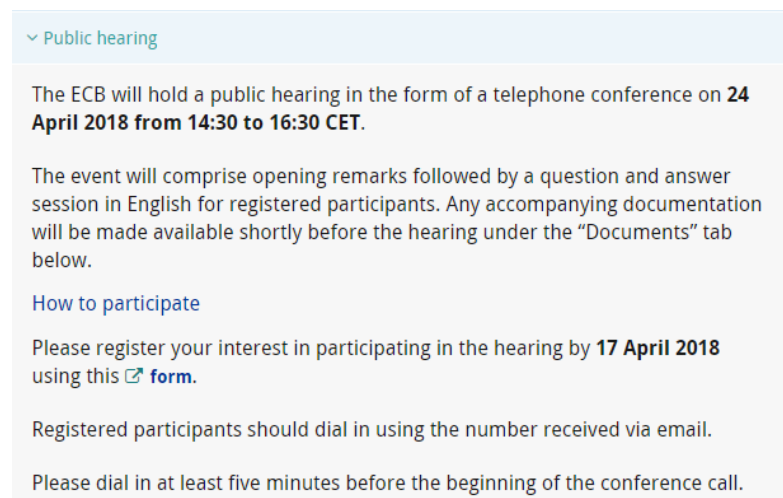 Public hearing
The ECB will hold a public hearing in the form of a telephone conference on 24
April 2018 from 14:30 to 16:30 CET.
The event will comprise opening remarks followed by a question and answer
session in English for registered participants. Any accompanying documentation
will be made available shortly before the hearing under the “Documents” tab
below.
How to participate
Please register your interest in participating in the hearing by 17 April 2018
using this form.
Registered participants should dial in using the number received via email.
Please dial in at least five minutes before the beginning of the conference call.